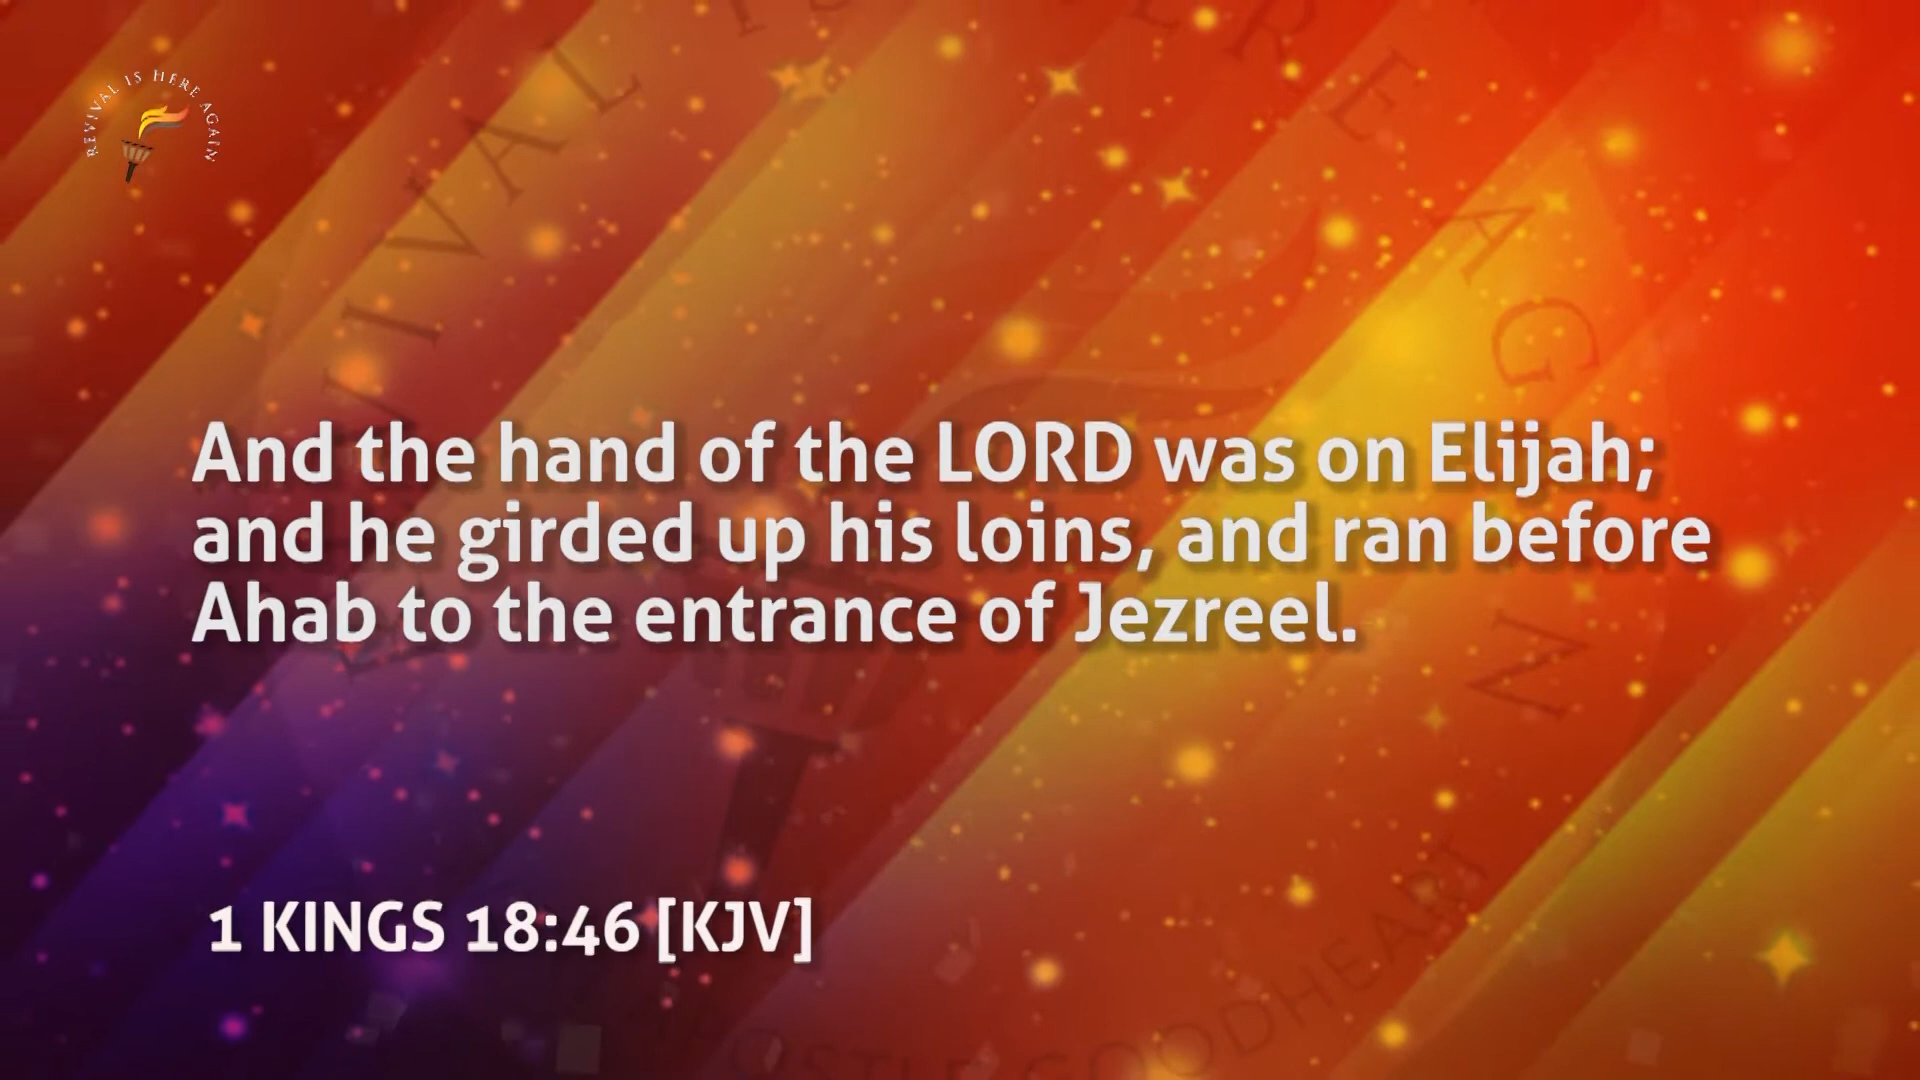 REVIVAL IS HERE AGAIN
And the hand of the LORD was on Elijah;
and he girded up his loins, and ran before
Ahab to the entrance of Jezreel.
1 KINGS 18:46 [KJV]
GOODHEART